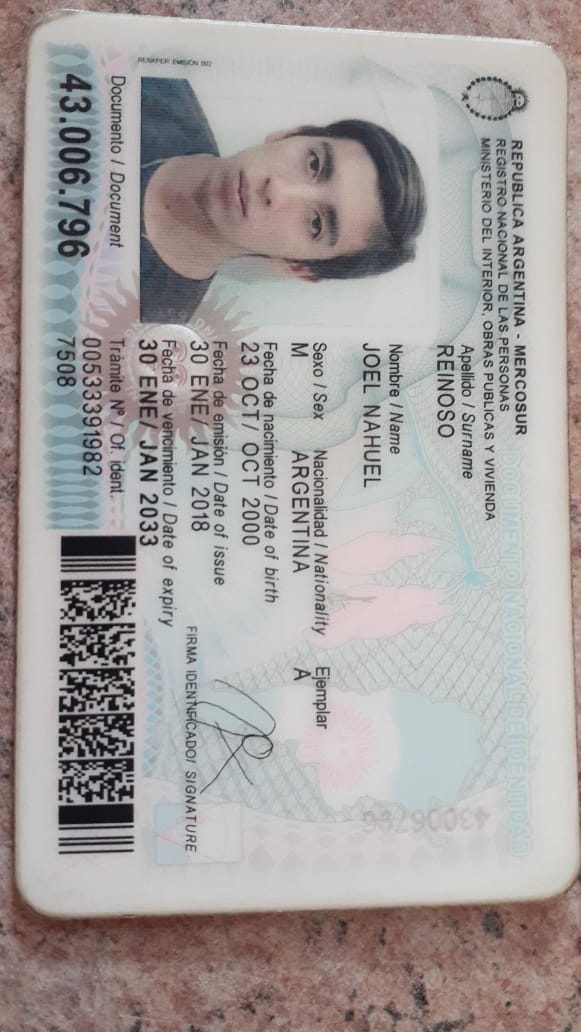 REPUBLICA ARGENTINA - MERCOSUR
REGISTRO NACIONAL DE LAS PERSONAS
MINISTERIO DEL INTERIOR, OBRAS PUBLICAS Y VIVIENDA
DOCUMENTO NACIONAL DE IDENTIDAD
RENAPER EMISIÓN 002
Apellido / Surname
REINOSO
Nombre / Name
JOEL NAHUEL
Sexo / Sex Nacionalidad / Nationality Ejemplar
M ARGENTINA A
Fecha de nacimiento / Date of birth
23 OCT/ OCT 2000
Fecha de emisión / Date of issue
30 ENE/ JAN 2018
FIRMA IDENTIFICADO/ SIGNATURE
Fecha de vencimiento / Date of expiry
30 ENE/ JAN 2033
Documento / Document
43.006.796
Trámite Nº / Of. ident.
00533391982
7508
43006796